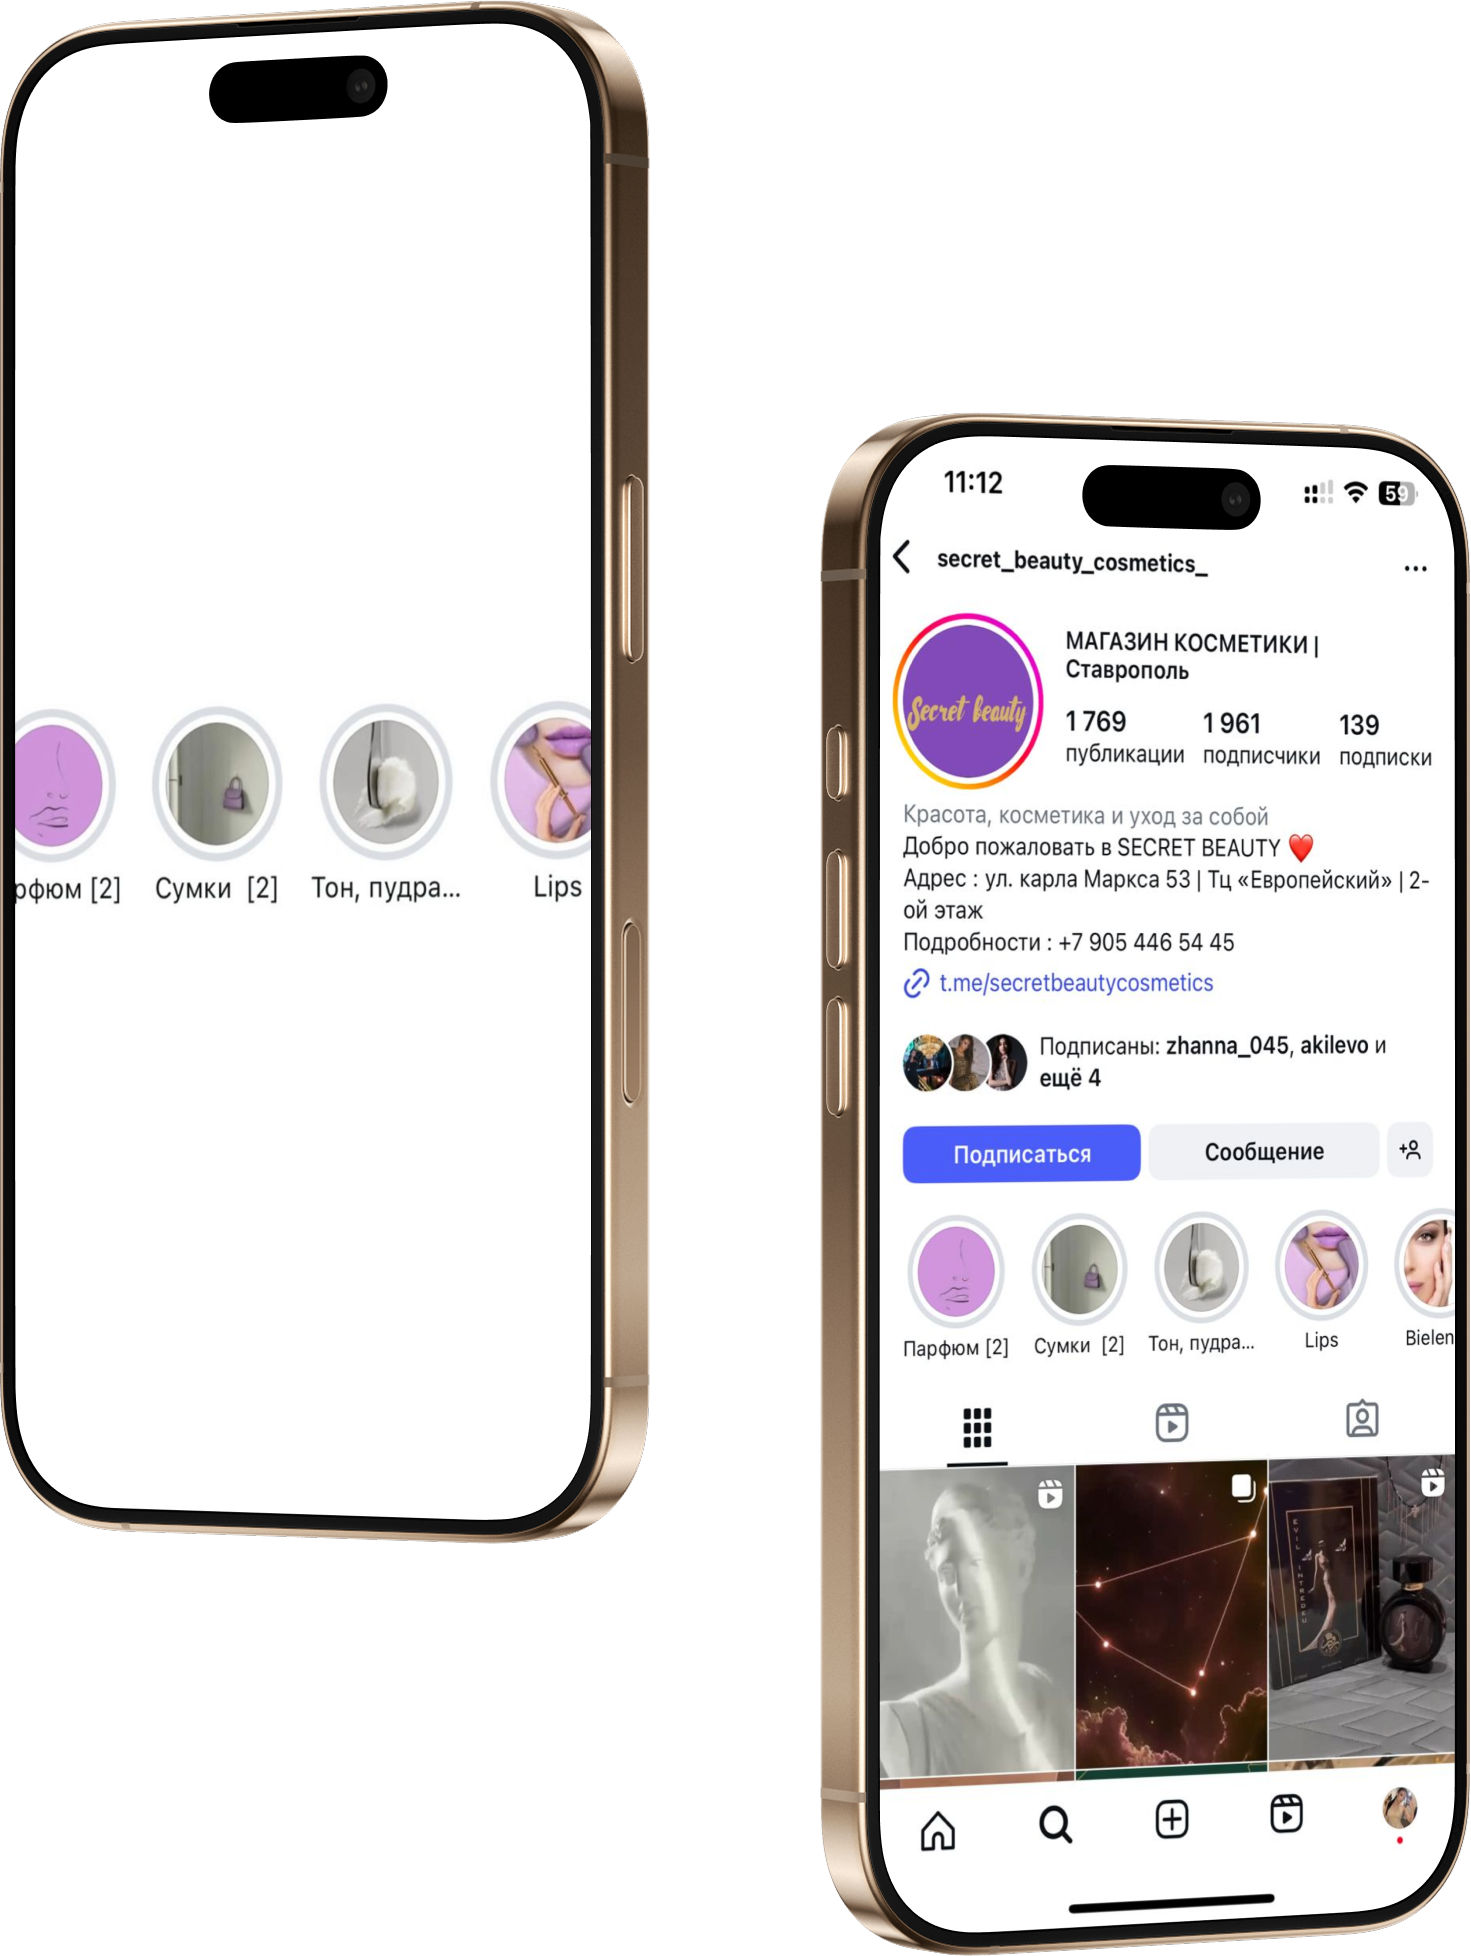 рфюм [2]
Сумки [2]
Тон, пудра...
Lips
11:12
59
secret_beauty_cosmetics_
...
Secret beauty
МАГАЗИН КОСМЕТИКИ |
Ставрополь
1 769
публикации
1 961
подписчики
139
подписки
Красота, косметика и уход за собой
Добро пожаловать в SECRET BEAUTY ❤️
Адрес : ул. карла Маркса 53 | Тц «Европейский» | 2-
ой этаж
Подробности : +7 905 446 54 45
t.me/secretbeautycosmetics
Подписаны: zhanna_045, akilevo и
ещё 4
Подписаться
Сообщение
Парфюм [2]
Сумки [2]
Тон, пудра...
Lips
Bielen
EVIL